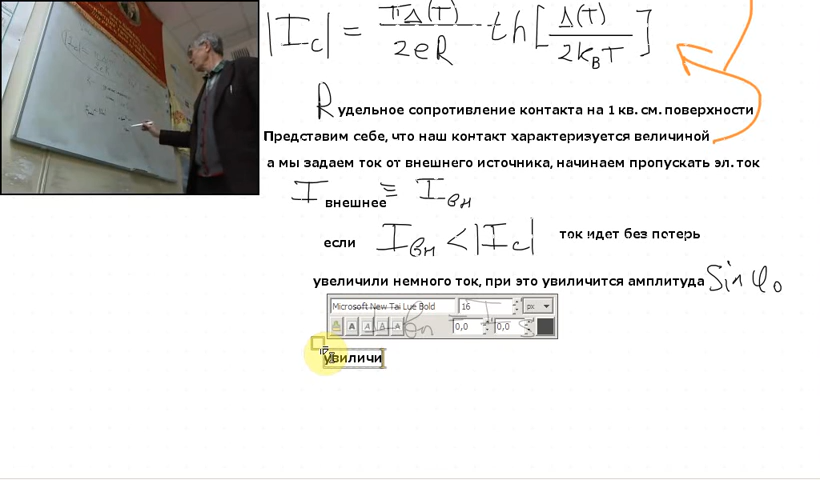 |I_c| = πΔ(T) / 2eR th[Δ(T) / 2k_BT]
R удельное сопротивление контакта на 1 кв. см. поверхности
Представим себе, что наш контакт характеризуется величиной
а мы задаем ток от внешнего источника, начинаем пропускать эл. ток
I внешнее ≡ I вн
если I вн < |I c| ток идет без потерь
увеличили немного ток, при это увиличится амплитуда Sin φ₀
Microsoft New Tai Lue Bold 16 px
0,0 0,0
увиличи